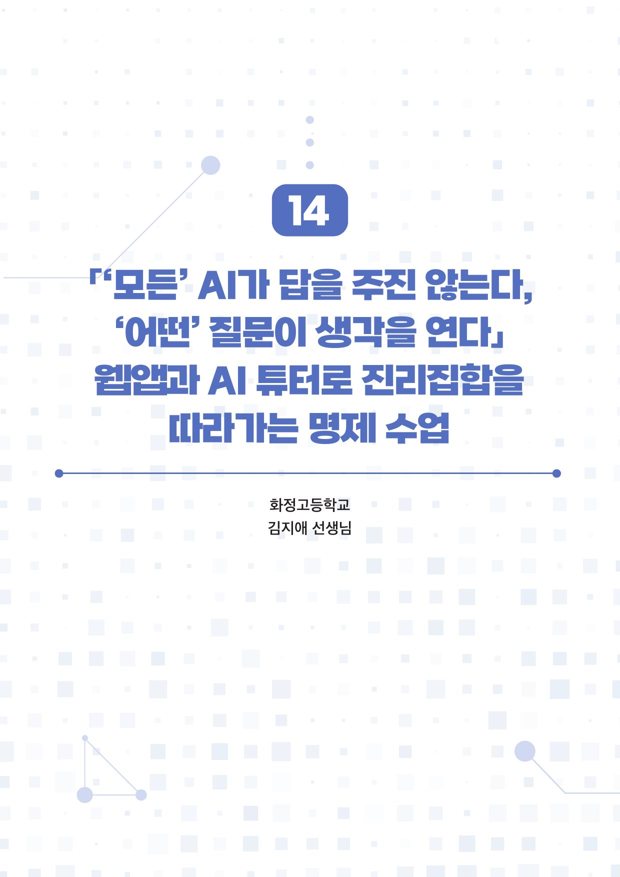 14
「‘모든’ AI가 답을 주진 않는다,
‘어떤’ 질문이 생각을 연다」
웹앱과 AI 튜터로 진리집합을
따라가는 명제 수업
화정고등학교
김지애 선생님